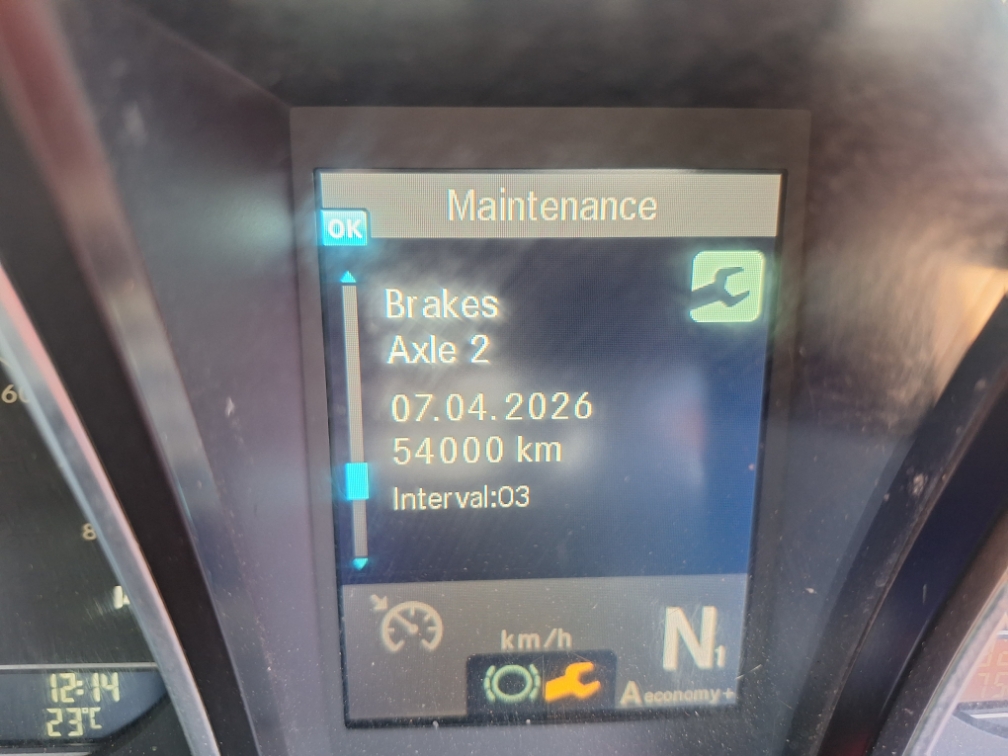 Maintenance
OK
Brakes
Axle 2
07.04.2026
54000 km
Interval:03
km/h
N1
A economy+
12:14
23°C